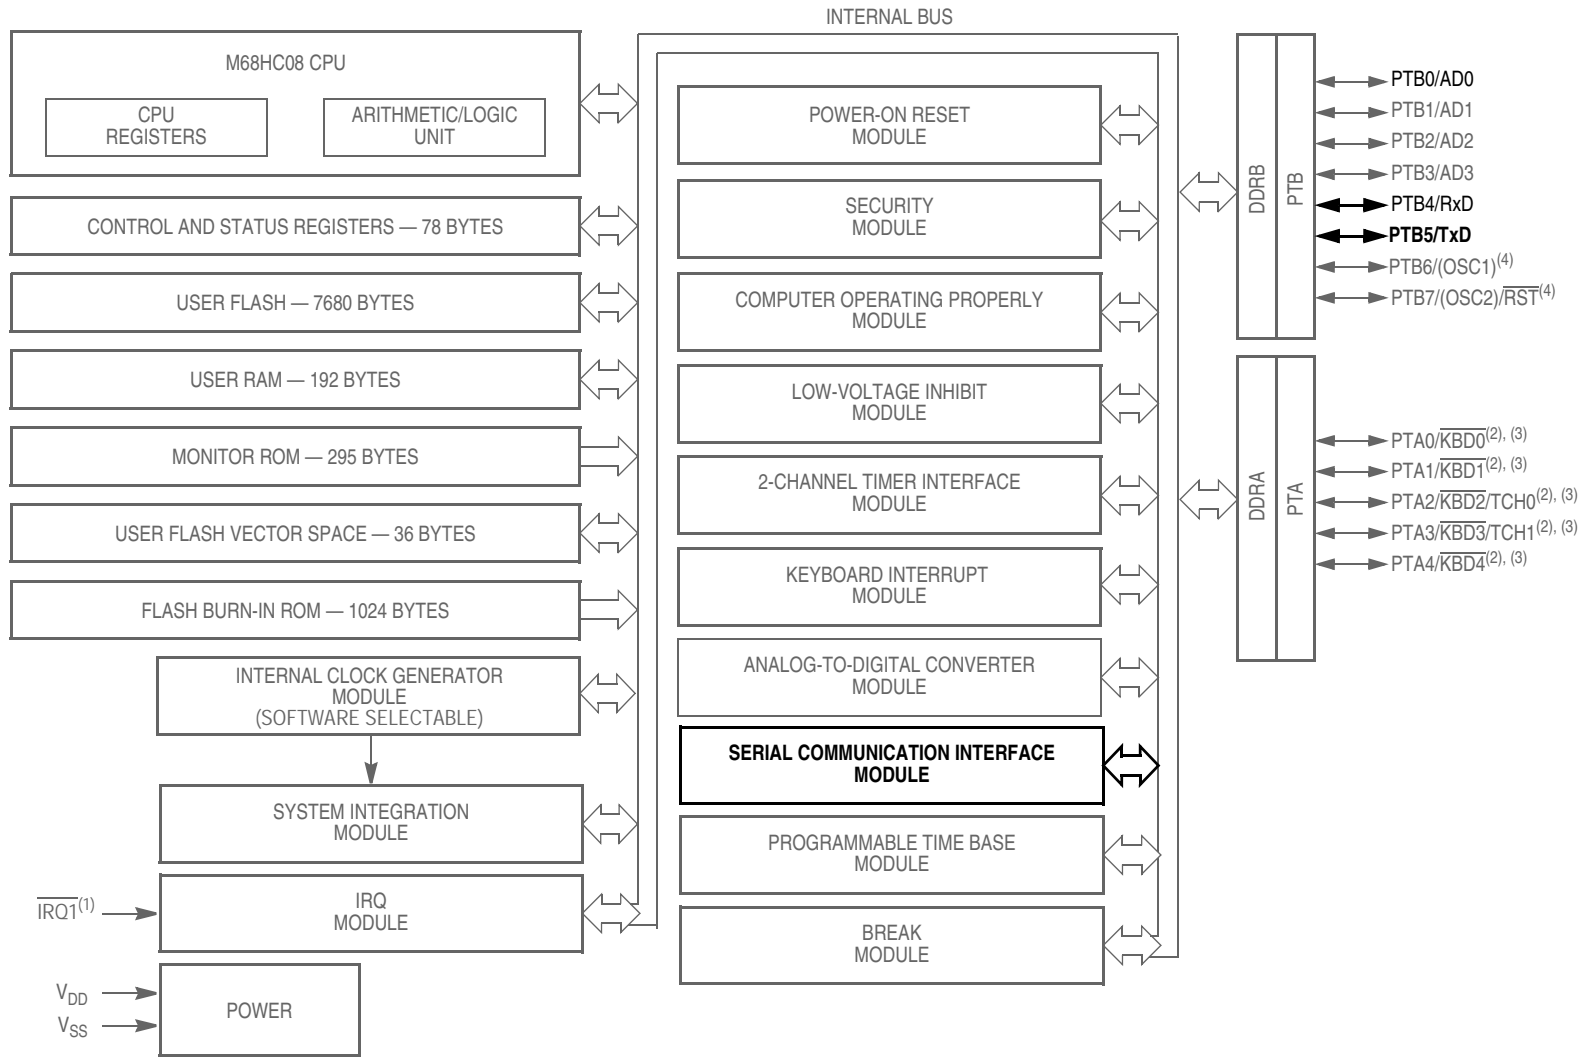 INTERNAL BUS
M68HC08 CPU
CPU
REGISTERS
ARITHMETIC/LOGIC
UNIT
CONTROL AND STATUS REGISTERS — 78 BYTES
USER FLASH — 7680 BYTES
USER RAM — 192 BYTES
MONITOR ROM — 295 BYTES
USER FLASH VECTOR SPACE — 36 BYTES
FLASH BURN-IN ROM — 1024 BYTES
INTERNAL CLOCK GENERATOR
MODULE
(SOFTWARE SELECTABLE)
SYSTEM INTEGRATION
MODULE
IRQ1(1)
IRQ
MODULE
VDD
VSS
POWER
POWER-ON RESET
MODULE
SECURITY
MODULE
COMPUTER OPERATING PROPERLY
MODULE
LOW-VOLTAGE INHIBIT
MODULE
2-CHANNEL TIMER INTERFACE
MODULE
KEYBOARD INTERRUPT
MODULE
ANALOG-TO-DIGITAL CONVERTER
MODULE
SERIAL COMMUNICATION INTERFACE
MODULE
PROGRAMMABLE TIME BASE
MODULE
BREAK
MODULE
DDRB
PTB
PTB0/AD0
PTB1/AD1
PTB2/AD2
PTB3/AD3
PTB4/RxD
PTB5/TxD
PTB6/(OSC1)(4)
PTB7/(OSC2)/RST(4)
DDRA
PTA
PTA0/KBD0(2), (3)
PTA1/KBD1(2), (3)
PTA2/KBD2/TCH0(2), (3)
PTA3/KBD3/TCH1(2), (3)
PTA4/KBD4(2), (3)